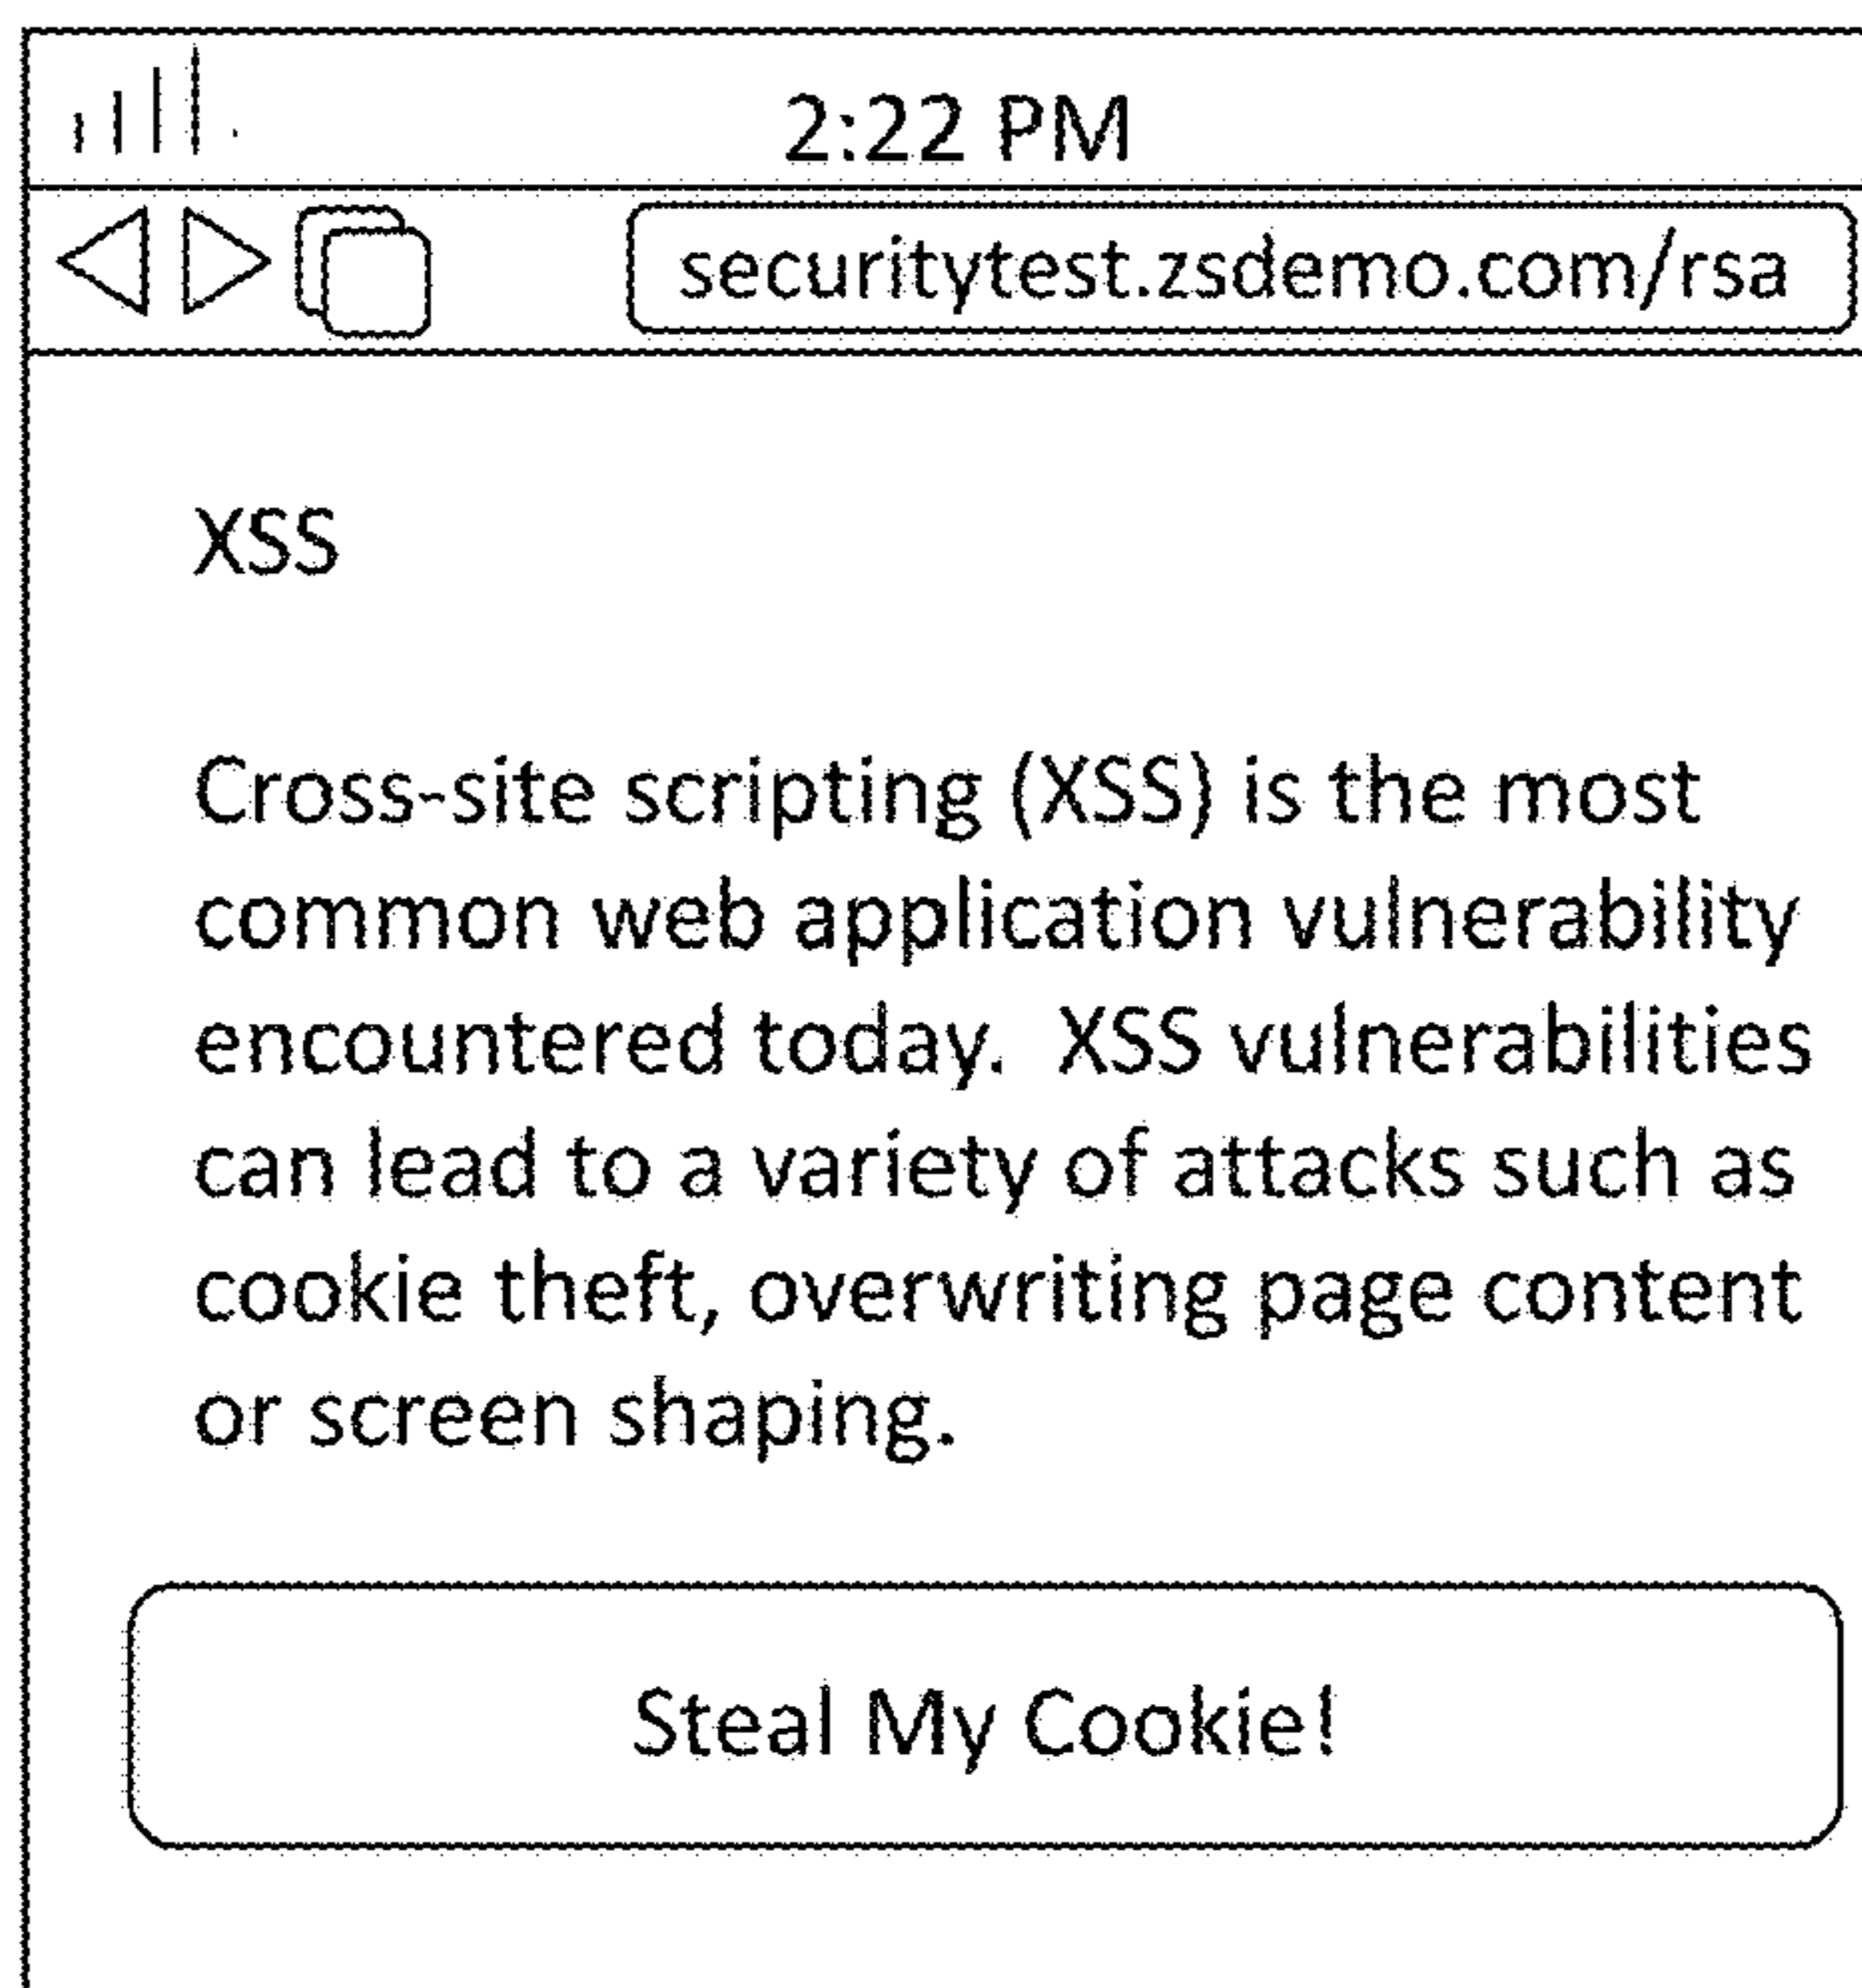 2:22 PM
securitytest.zsdemo.com/rsa
XSS
Cross-site scripting (XSS) is the most
common web application vulnerability
encountered today.  XSS vulnerabilities
can lead to a variety of attacks such as
cookie theft, overwriting page content
or screen shaping.
Steal My Cookie!